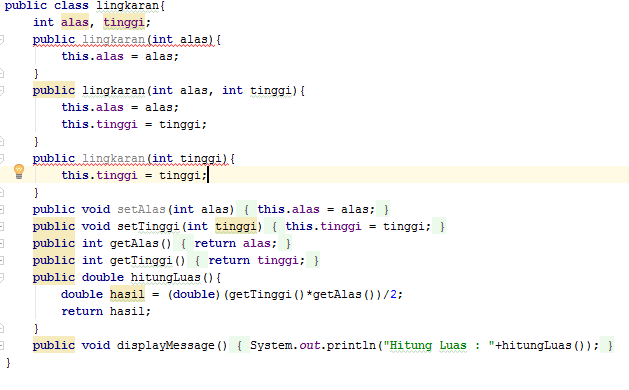 public class lingkaran{
    int alas, tinggi;
    public lingkaran(int alas){
        this.alas = alas;
    }
    public lingkaran(int alas, int tinggi){
        this.alas = alas;
        this.tinggi = tinggi;
    }
    public lingkaran(int tinggi){
        this.tinggi = tinggi;
    }
    public void setAlas(int alas) { this.alas = alas; }
    public void setTinggi(int tinggi) { this.tinggi = tinggi; }
    public int getAlas() { return alas; }
    public int getTinggi() { return tinggi; }
    public double hitungLuas(){
        double hasil = (double)(getTinggi()*getAlas())/2;
        return hasil;
    }
    public void displayMessage() { System.out.println("Hitung Luas : "+hitungLuas()); }
}